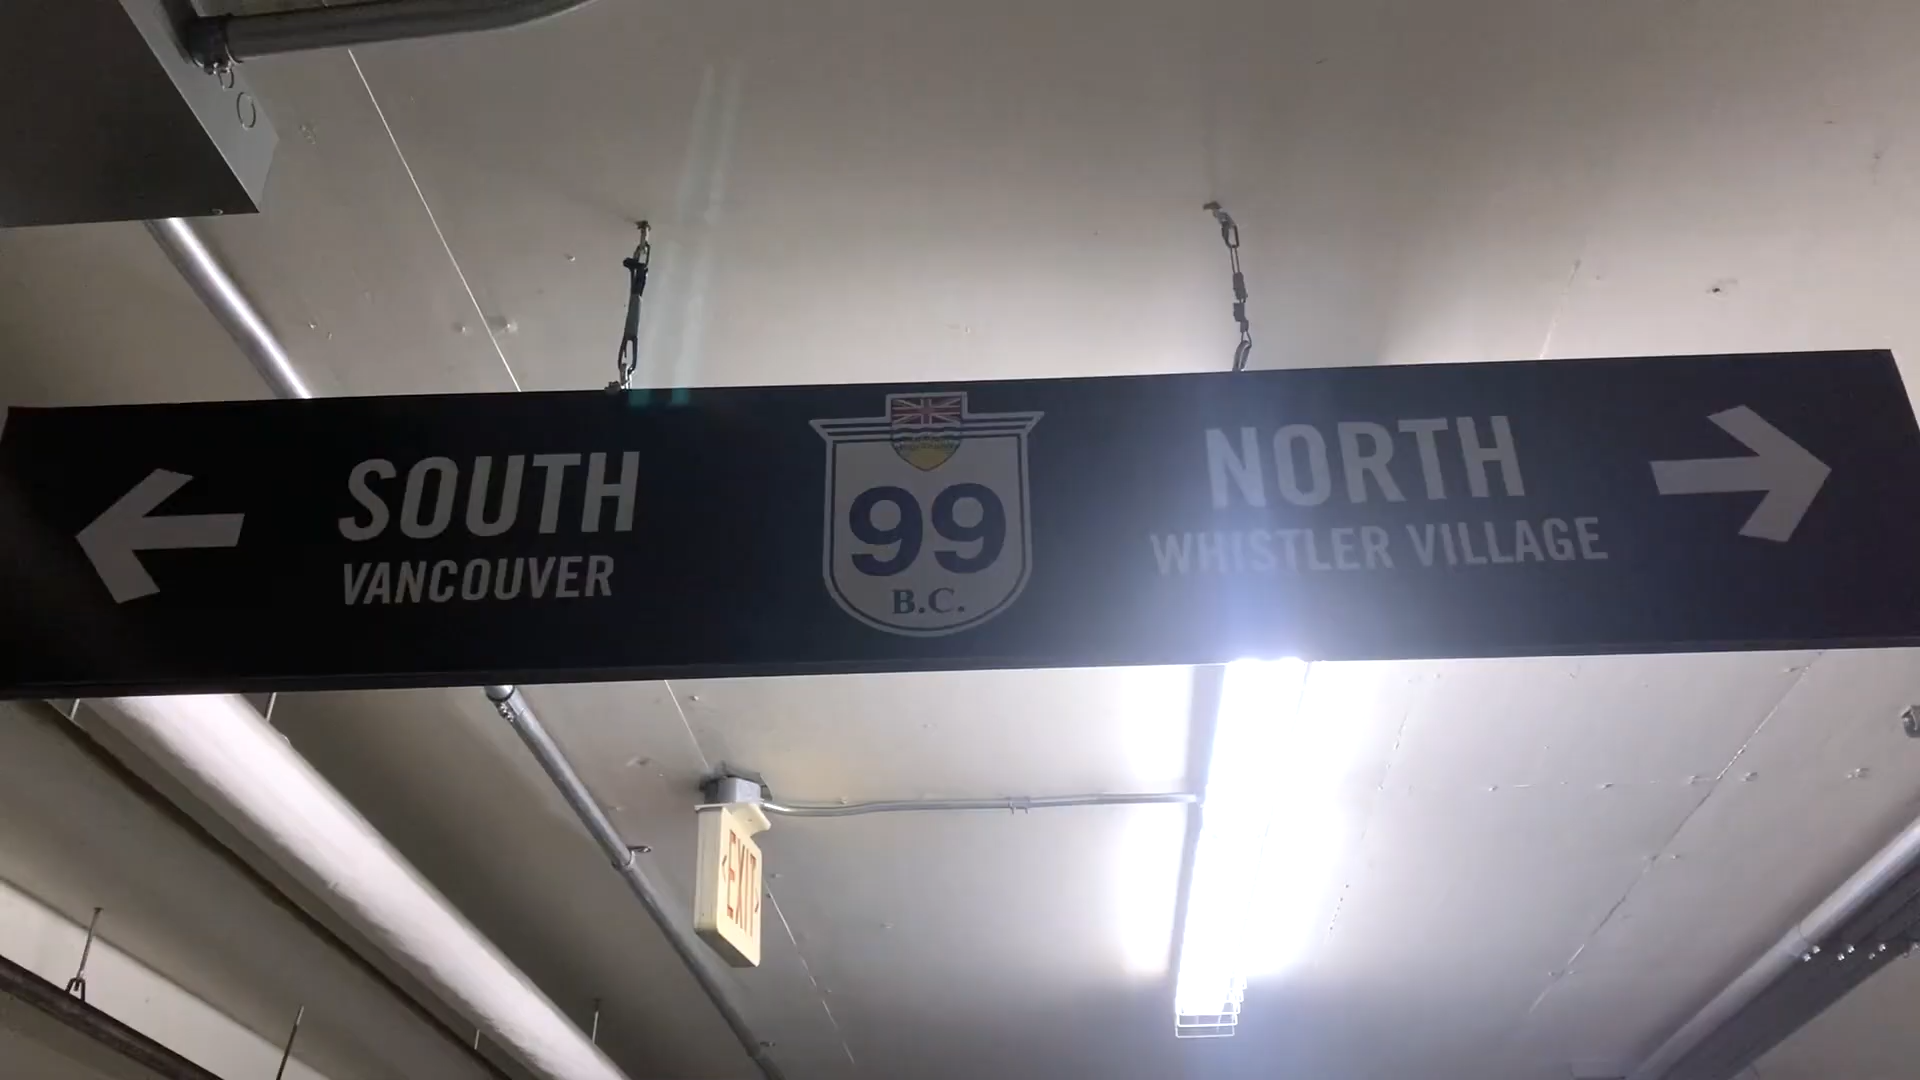 SOUTH
VANCOUVER
99
B.C.
NORTH
WHISTLER VILLAGE
EXIT